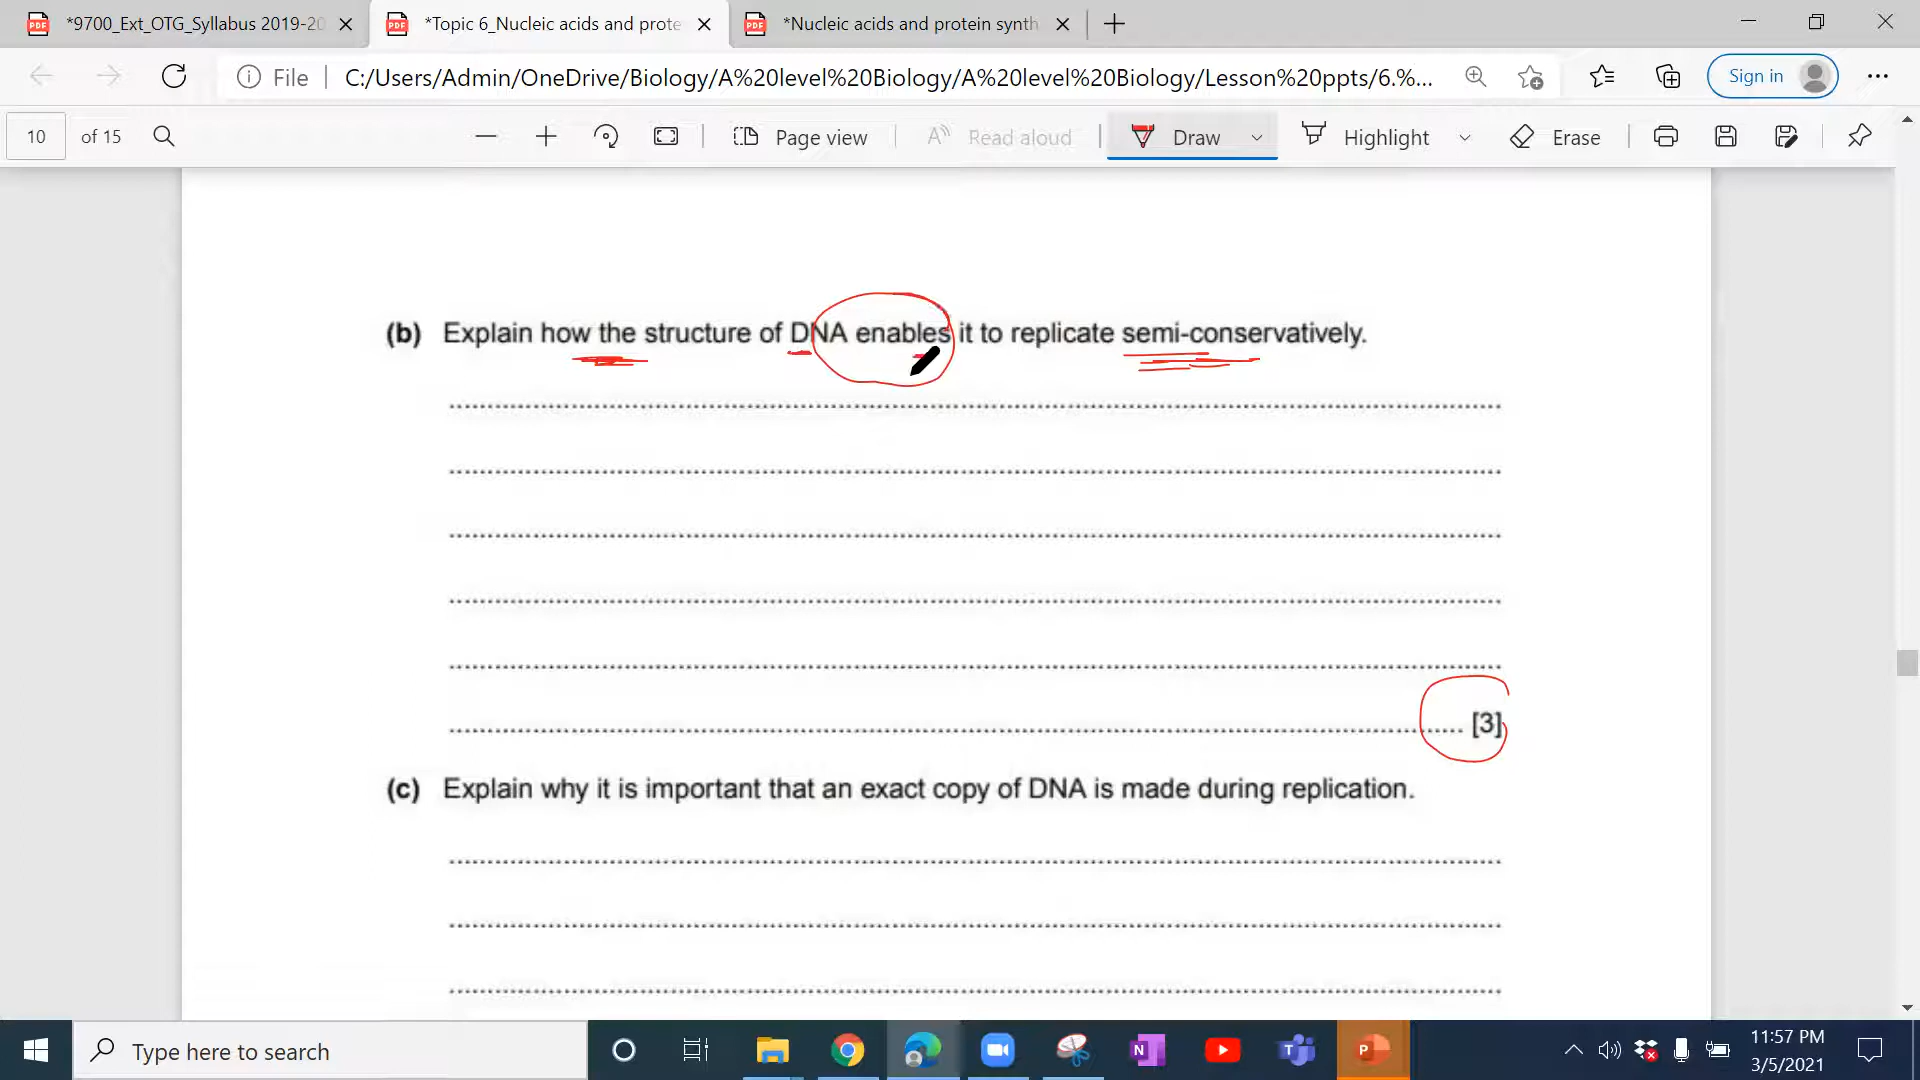 *9700_Ext_OTG_Syllabus 2019-20
*Topic 6_Nucleic acids and prote
*Nucleic acids and protein synth
File
C:/Users/Admin/OneDrive/Biology/A%20level%20Biology/A%20level%20Biology/Lesson%20ppts/6.%...
Sign in
10 of 15
Page view
Read aloud
Draw
Highlight
Erase
(b) Explain how the structure of DNA enables it to replicate semi-conservatively.
[3]
(c) Explain why it is important that an exact copy of DNA is made during replication.
Type here to search
11:57 PM
3/5/2021